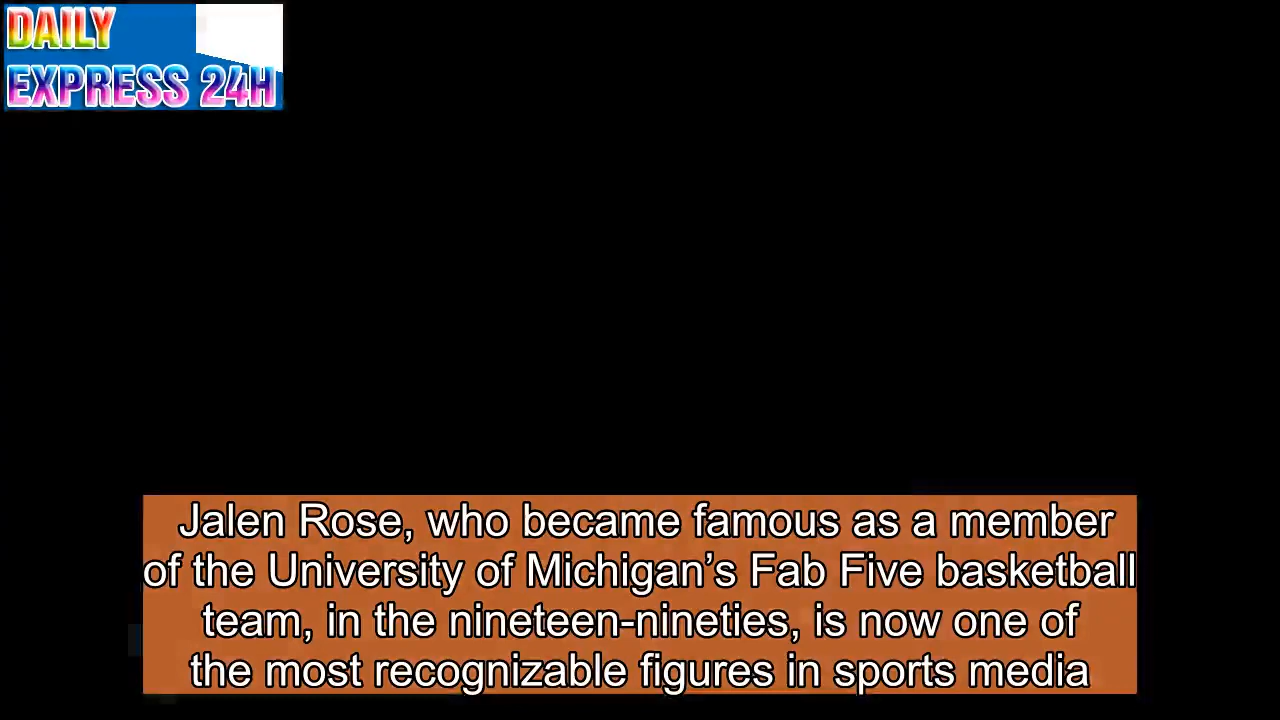 DAILY
EXPRESS 24H
Jalen Rose, who became famous as a member
of the University of Michigan’s Fab Five basketball
team, in the nineteen-nineties, is now one of
the most recognizable figures in sports media